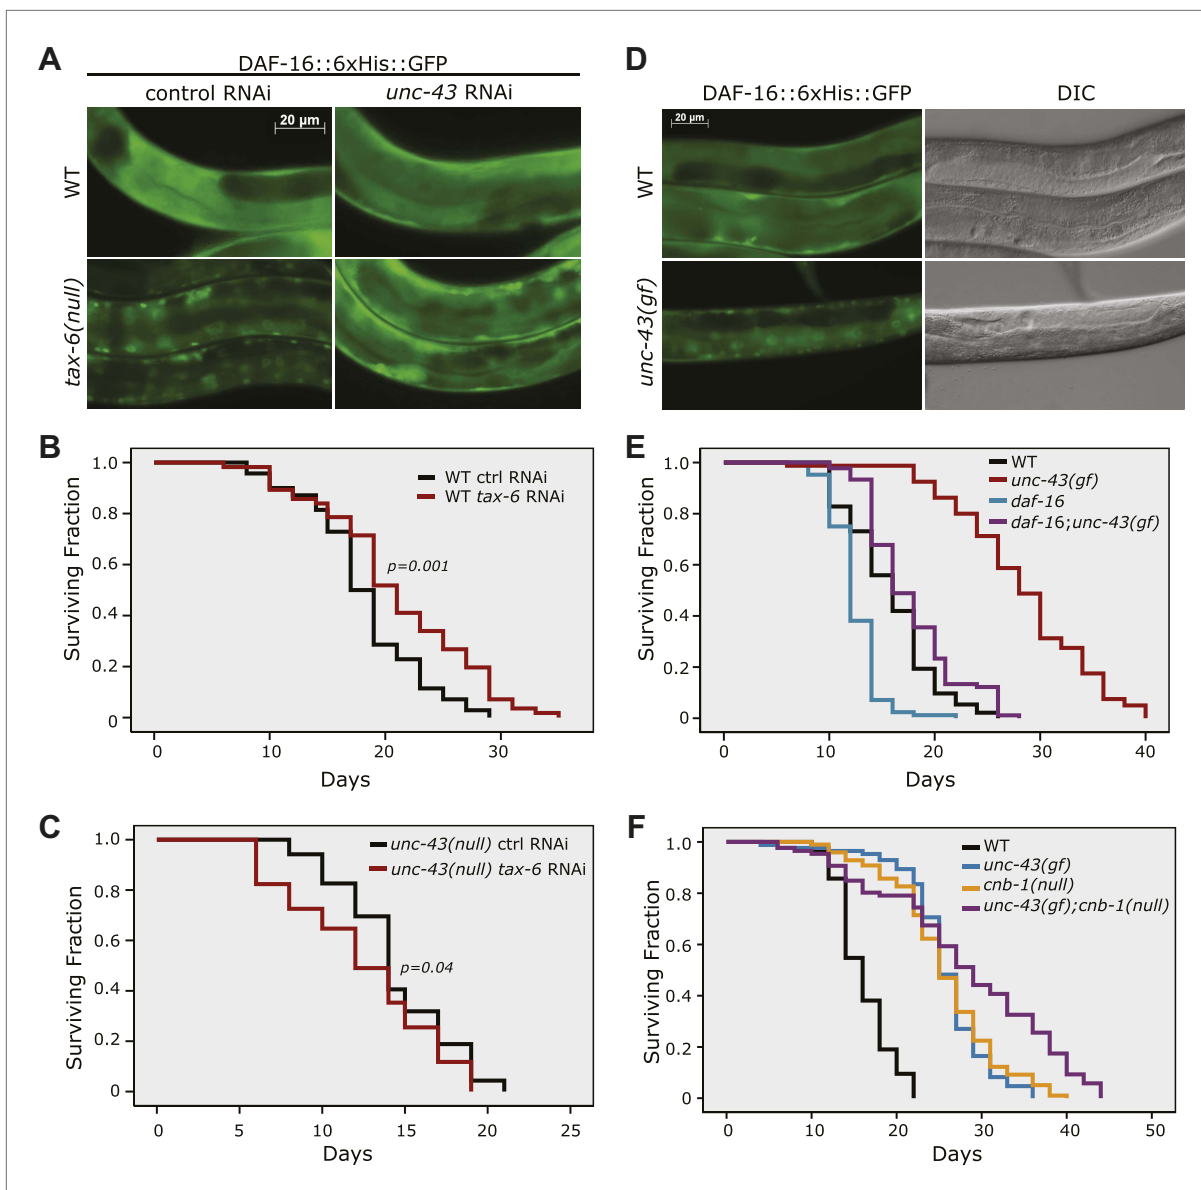 A
DAF-16::6xHis::GFP
control RNAi
unc-43 RNAi
20 µm
WT
tax-6(null)
D
DAF-16::6xHis::GFP
DIC
20 µm
WT
unc-43(gf)
B
WT ctrl RNAi
WT tax-6 RNAi
p=0.001
Surviving Fraction
1.0
0.8
0.6
0.4
0.2
0
0 10 20 30
Days
E
WT
unc-43(gf)
daf-16
daf-16;unc-43(gf)
Surviving Fraction
1.0
0.8
0.6
0.4
0.2
0
0 10 20 30 40
Days
C
unc-43(null) ctrl RNAi
unc-43(null) tax-6 RNAi
p=0.04
Surviving Fraction
1.0
0.8
0.6
0.4
0.2
0
0 5 10 15 20 25
Days
F
WT
unc-43(gf)
cnb-1(null)
unc-43(gf);cnb-1(null)
Surviving Fraction
1.0
0.8
0.6
0.4
0.2
0
0 10 20 30 40 50
Days